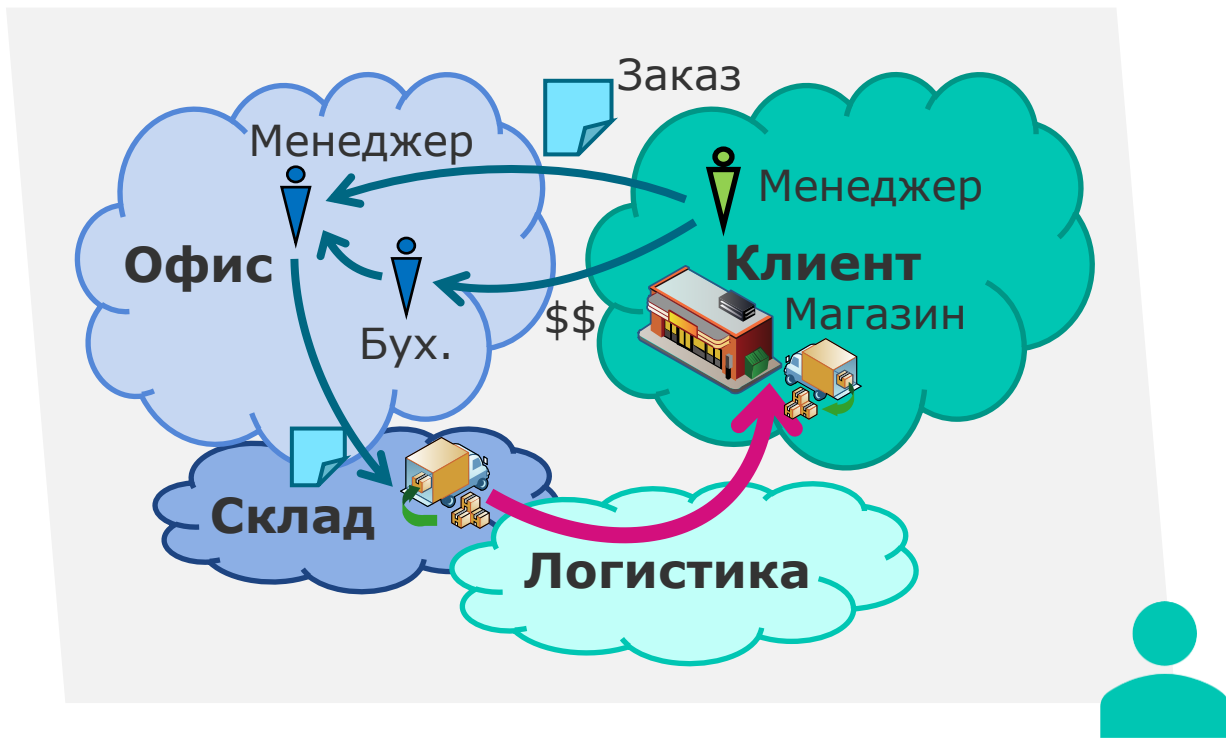 Заказ
Менеджер
Менеджер
Офис
Клиент
$$
Магазин
Бух.
Склад
Логистика